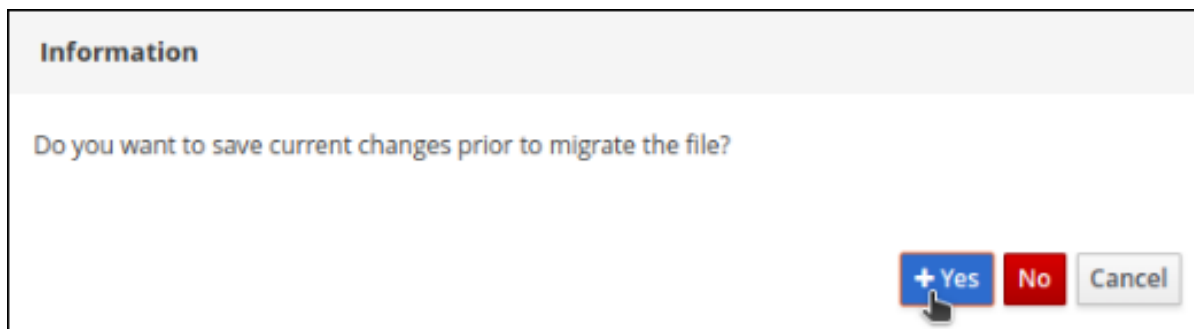 Information
Do you want to save current changes prior to migrate the file?
+ Yes No Cancel